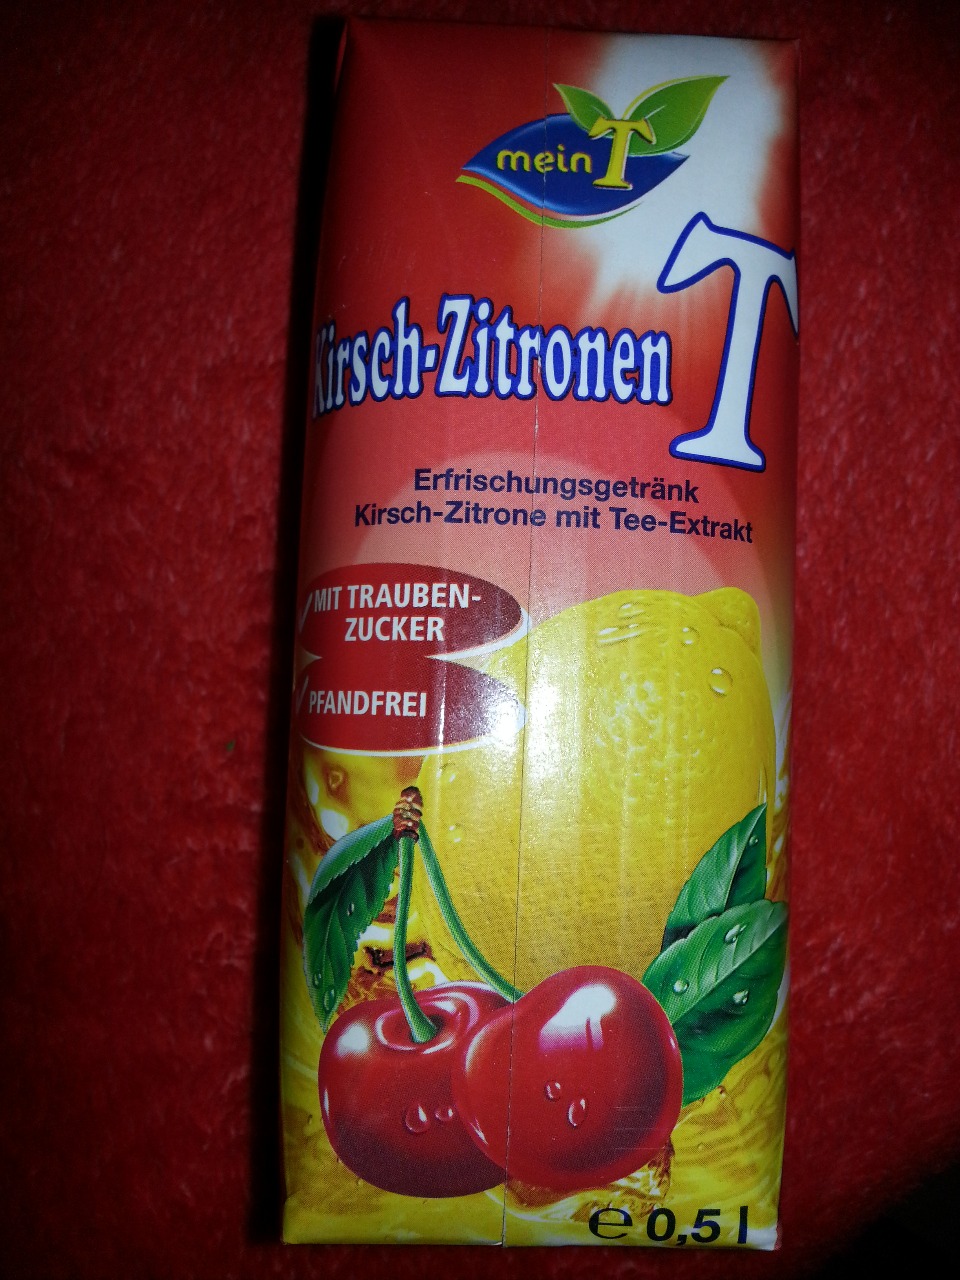 mein T
Kirsch-Zitronen T
Erfrischungsgetränk
Kirsch-Zitrone mit Tee-Extrakt
MIT TRAUBEN-
ZUCKER
PFANDFREI
℮ 0,5 l